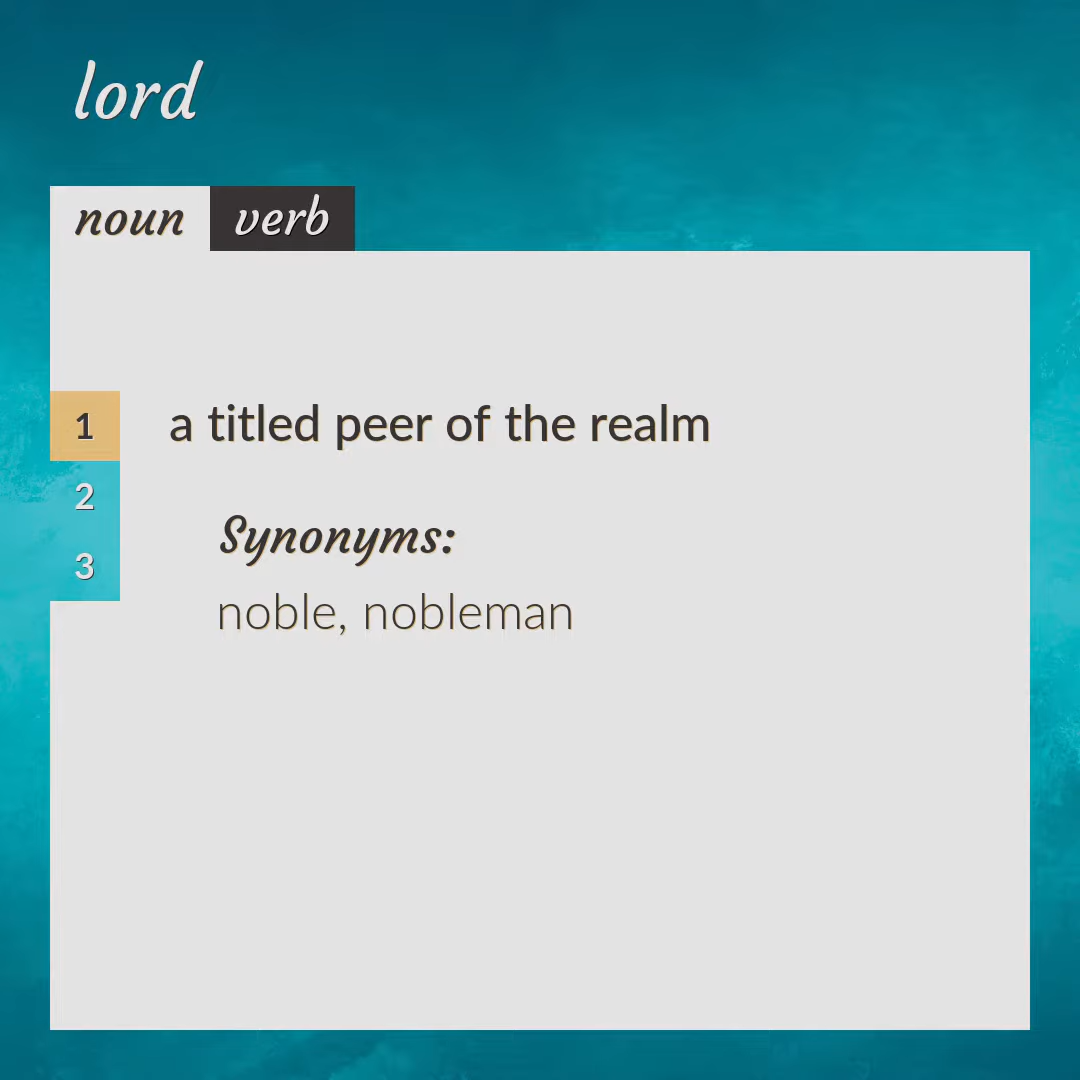 lord
noun verb
1 a titled peer of the realm
2
3
Synonyms:
noble, nobleman